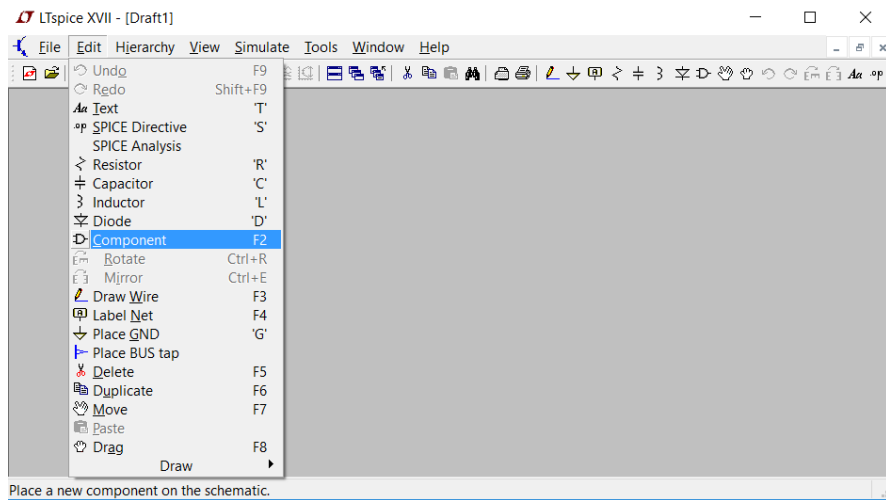 LTspice XVII - [Draft1]
File Edit Hierarchy View Simulate Tools Window Help
Undo F9
Redo Shift+F9
Text 'T'
SPICE Directive 'S'
SPICE Analysis
Resistor 'R'
Capacitor 'C'
Inductor 'L'
Diode 'D'
Component F2
Rotate Ctrl+R
Mirror Ctrl+E
Draw Wire F3
Label Net F4
Place GND 'G'
Place BUS tap
Delete F5
Duplicate F6
Move F7
Paste
Drag F8
Draw
Place a new component on the schematic.